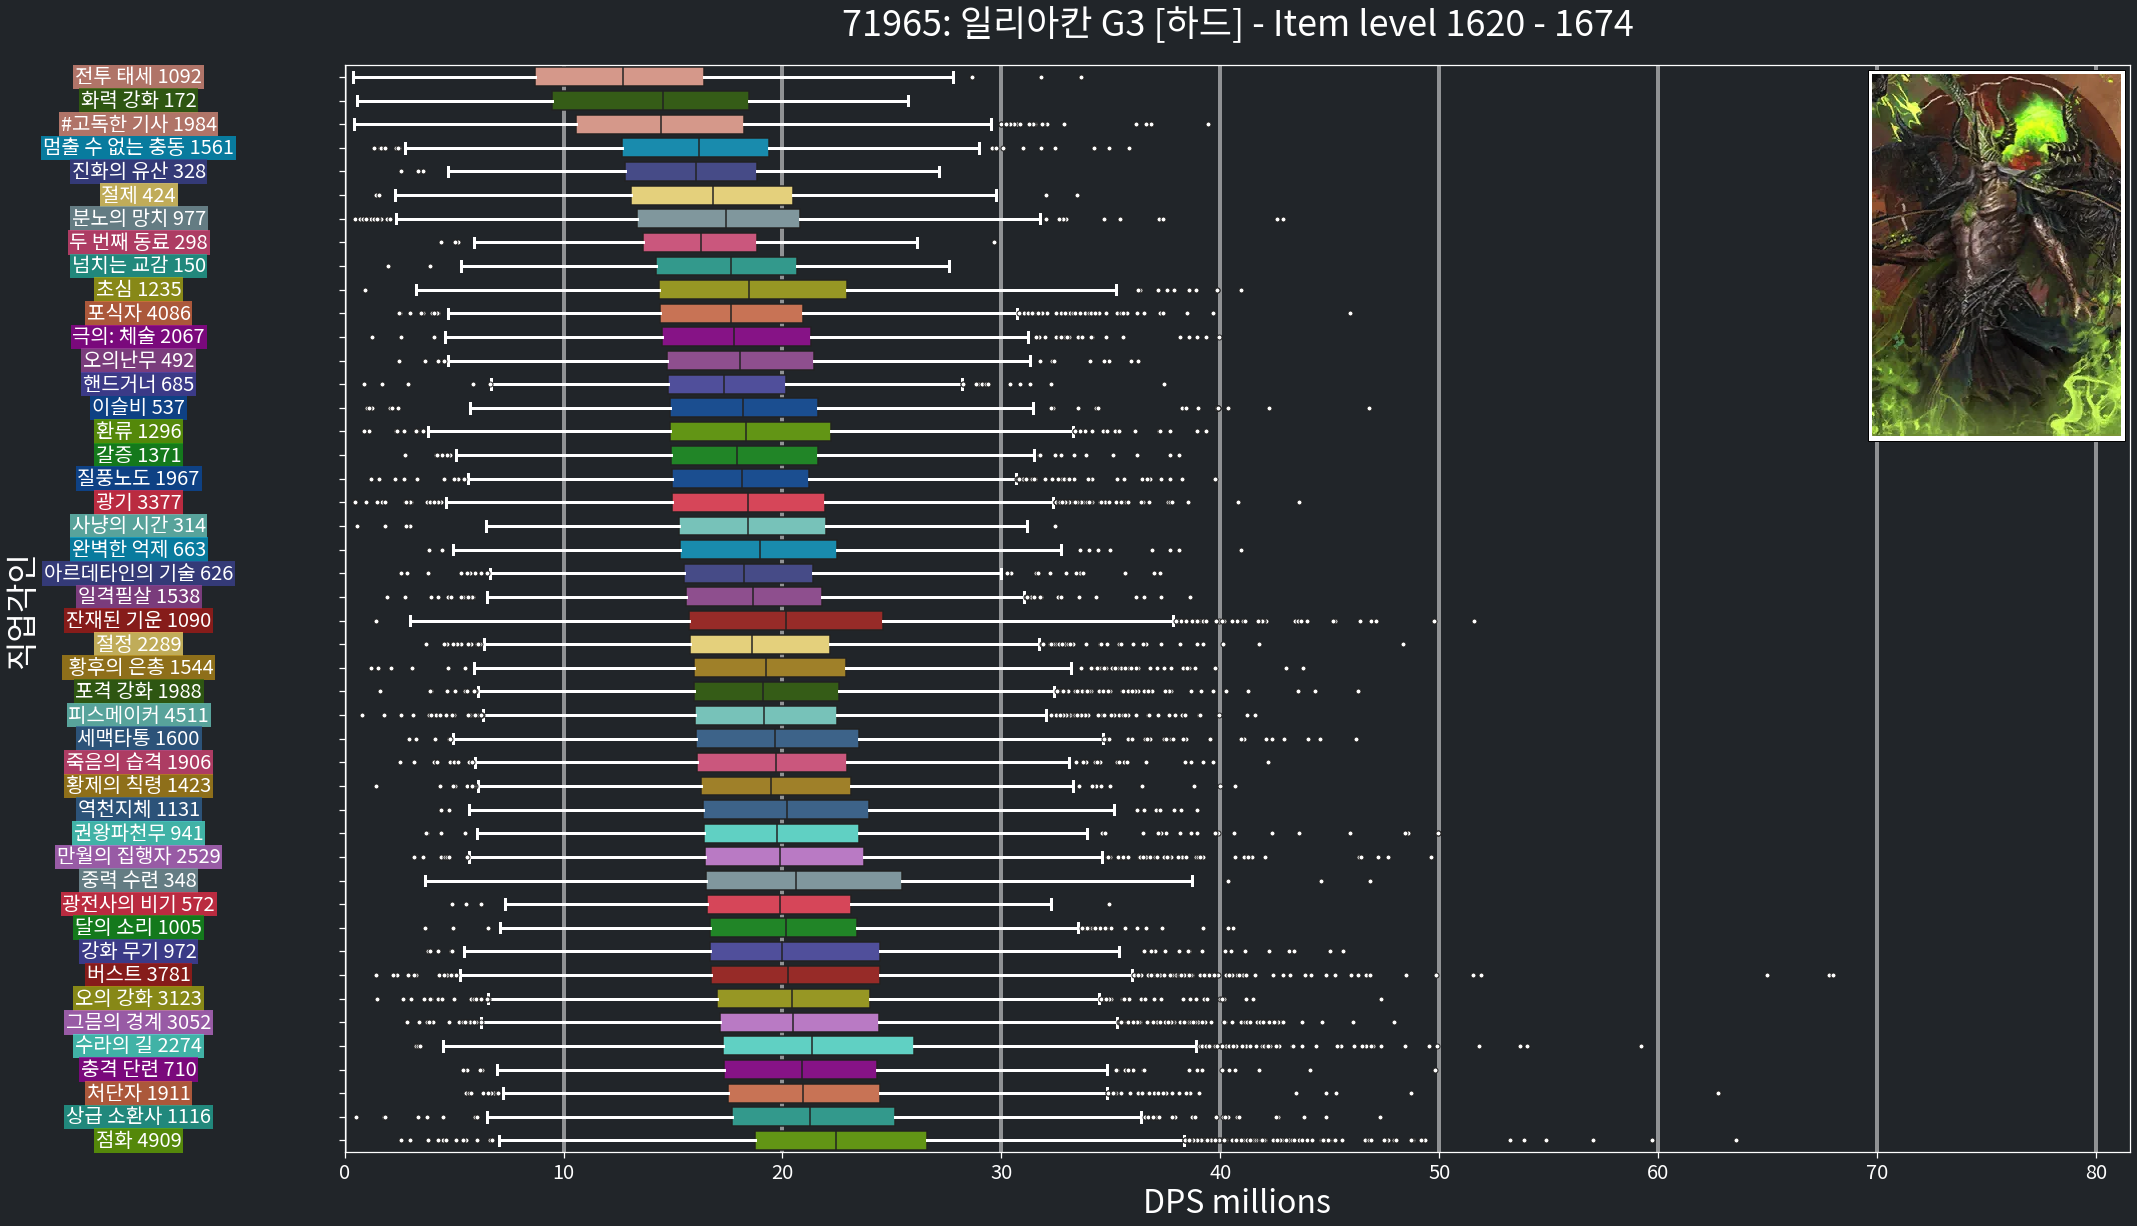 71965: 일리아칸 G3 [하드] - Item level 1620 - 1674
직업각인
전투 태세 1092
화력 강화 172
#고독한 기사 1984
멈출 수 없는 충동 1561
진화의 유산 328
절제 424
분노의 망치 977
두 번째 동료 298
넘치는 교감 150
초심 1235
포식자 4086
극의: 체술 2067
오의난무 492
핸드거너 685
이슬비 537
환류 1296
갈증 1371
질풍노도 1967
광기 3377
사냥의 시간 314
완벽한 억제 663
아르데타인의 기술 626
일격필살 1538
잔재된 기운 1090
절정 2289
황후의 은총 1544
포격 강화 1988
피스메이커 4511
세맥타통 1600
죽음의 습격 1906
황제의 칙령 1423
역천지체 1131
권왕파천무 941
만월의 집행자 2529
중력 수련 348
광전사의 비기 572
달의 소리 1005
강화 무기 972
버스트 3781
오의 강화 3123
그믐의 경계 3052
수라의 길 2274
충격 단련 710
처단자 1911
상급 소환사 1116
점화 4909
0 10 20 30 40 50 60 70 80
DPS millions